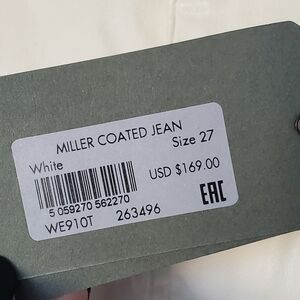 MILLER COATED JEAN
White Size 27
USD $169.00
5 059270 562270
EAC
WE910T 263496